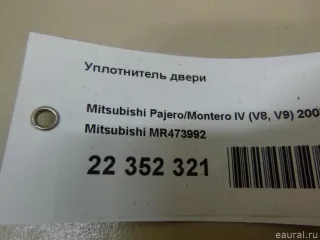 Уплотнитель двери
Mitsubishi Pajero/Montero IV (V8, V9) 200
Mitsubishi MR473992
22 352 321
eaural.ru